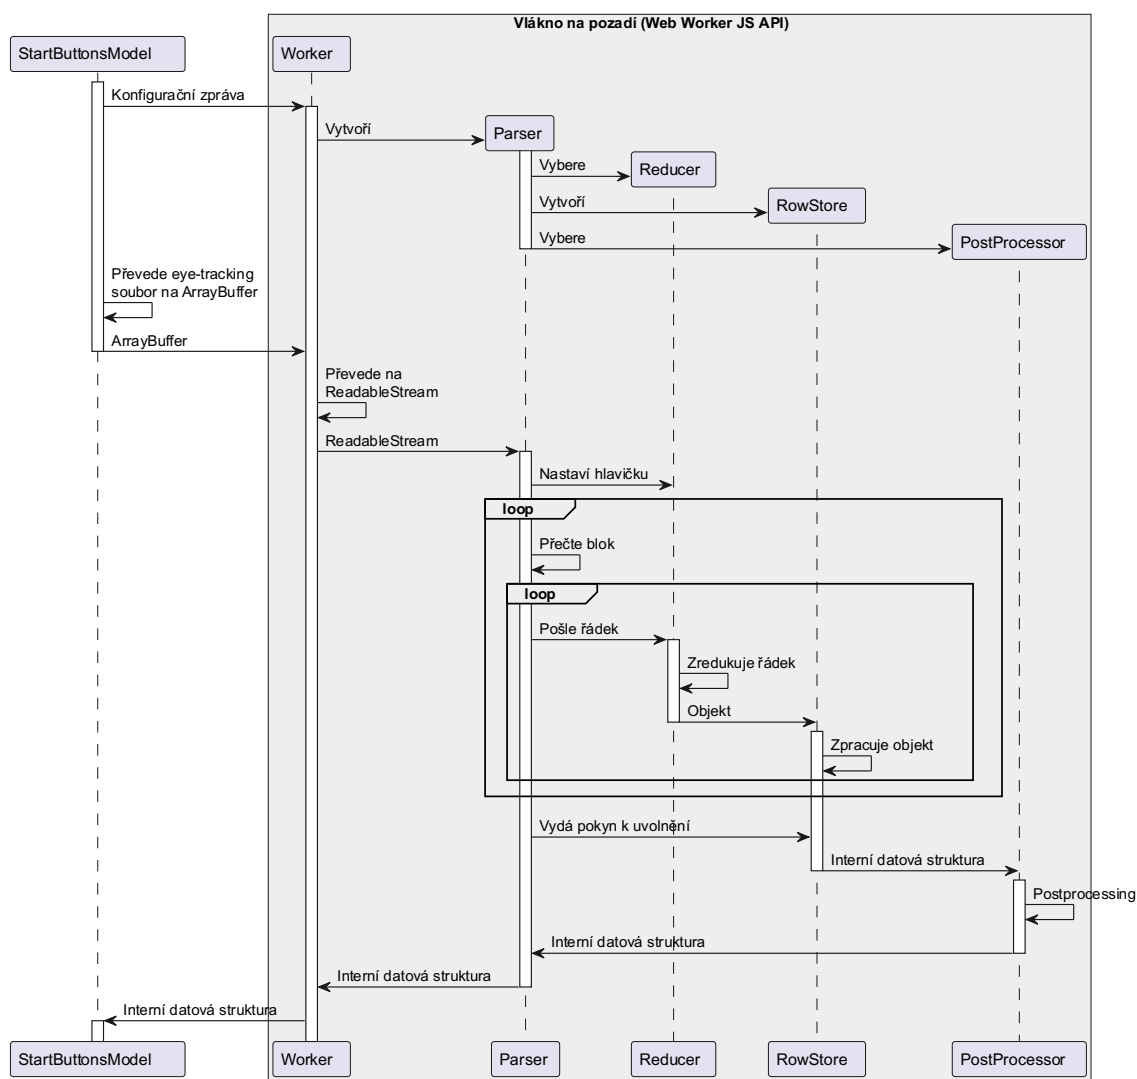 Vlákno na pozadí (Web Worker JS API)
StartButtonsModel
Worker
Konfigurační zpráva
Vytvoří
Parser
Vybere
Reducer
Vytvoří
RowStore
Vybere
PostProcessor
Převede eye-tracking
soubor na ArrayBuffer
ArrayBuffer
Převede na
ReadableStream
ReadableStream
Nastaví hlavičku
loop
Přečte blok
loop
Pošle řádek
Zredukuje řádek
Objekt
Zpracuje objekt
Vydá pokyn k uvolnění
Interní datová struktura
Postprocessing
Interní datová struktura
Interní datová struktura
Interní datová struktura
StartButtonsModel
Worker
Parser
Reducer
RowStore
PostProcessor